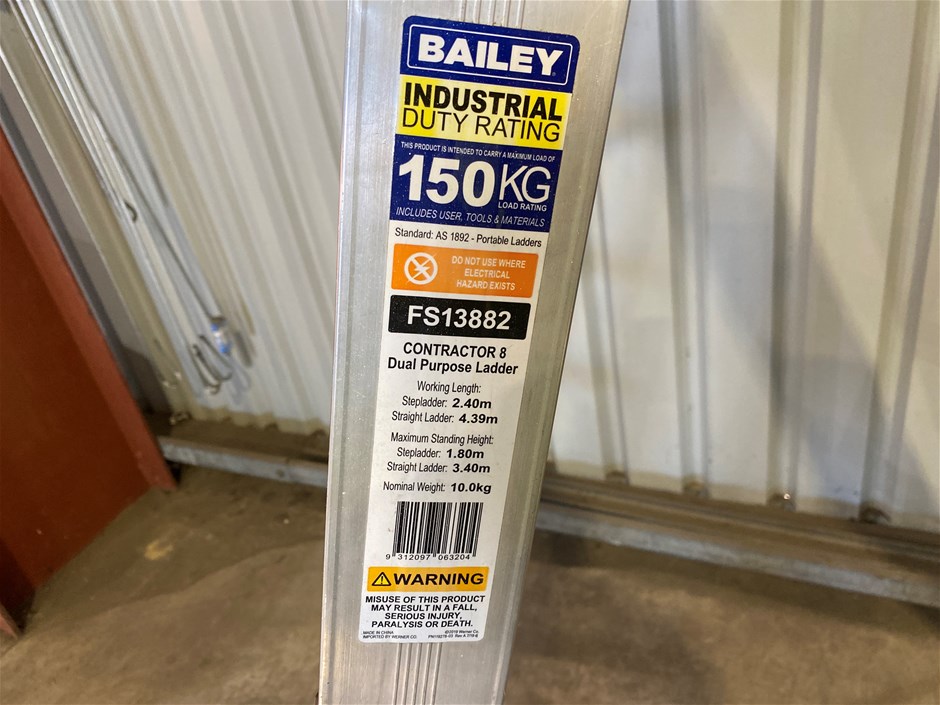 BAILEY
INDUSTRIAL
DUTY RATING
THIS PRODUCT IS INTENDED TO CARRY A MAXIMUM LOAD OF
150KG
LOAD RATING
INCLUDES USER, TOOLS & MATERIALS
Standard: AS 1892 - Portable Ladders
DO NOT USE WHERE
ELECTRICAL
HAZARD EXISTS
FS13882
CONTRACTOR 8
Dual Purpose Ladder
Working Length:
Stepladder: 2.40m
Straight Ladder: 4.39m
Maximum Standing Height:
Stepladder: 1.80m
Straight Ladder: 3.40m
Nominal Weight: 10.0kg
9 312097 063204
WARNING
MISUSE OF THIS PRODUCT
MAY RESULT IN A FALL,
SERIOUS INJURY,
PARALYSIS OR DEATH.
MADE IN CHINA
IMPORTED BY WERNER CO.
Werner Co.